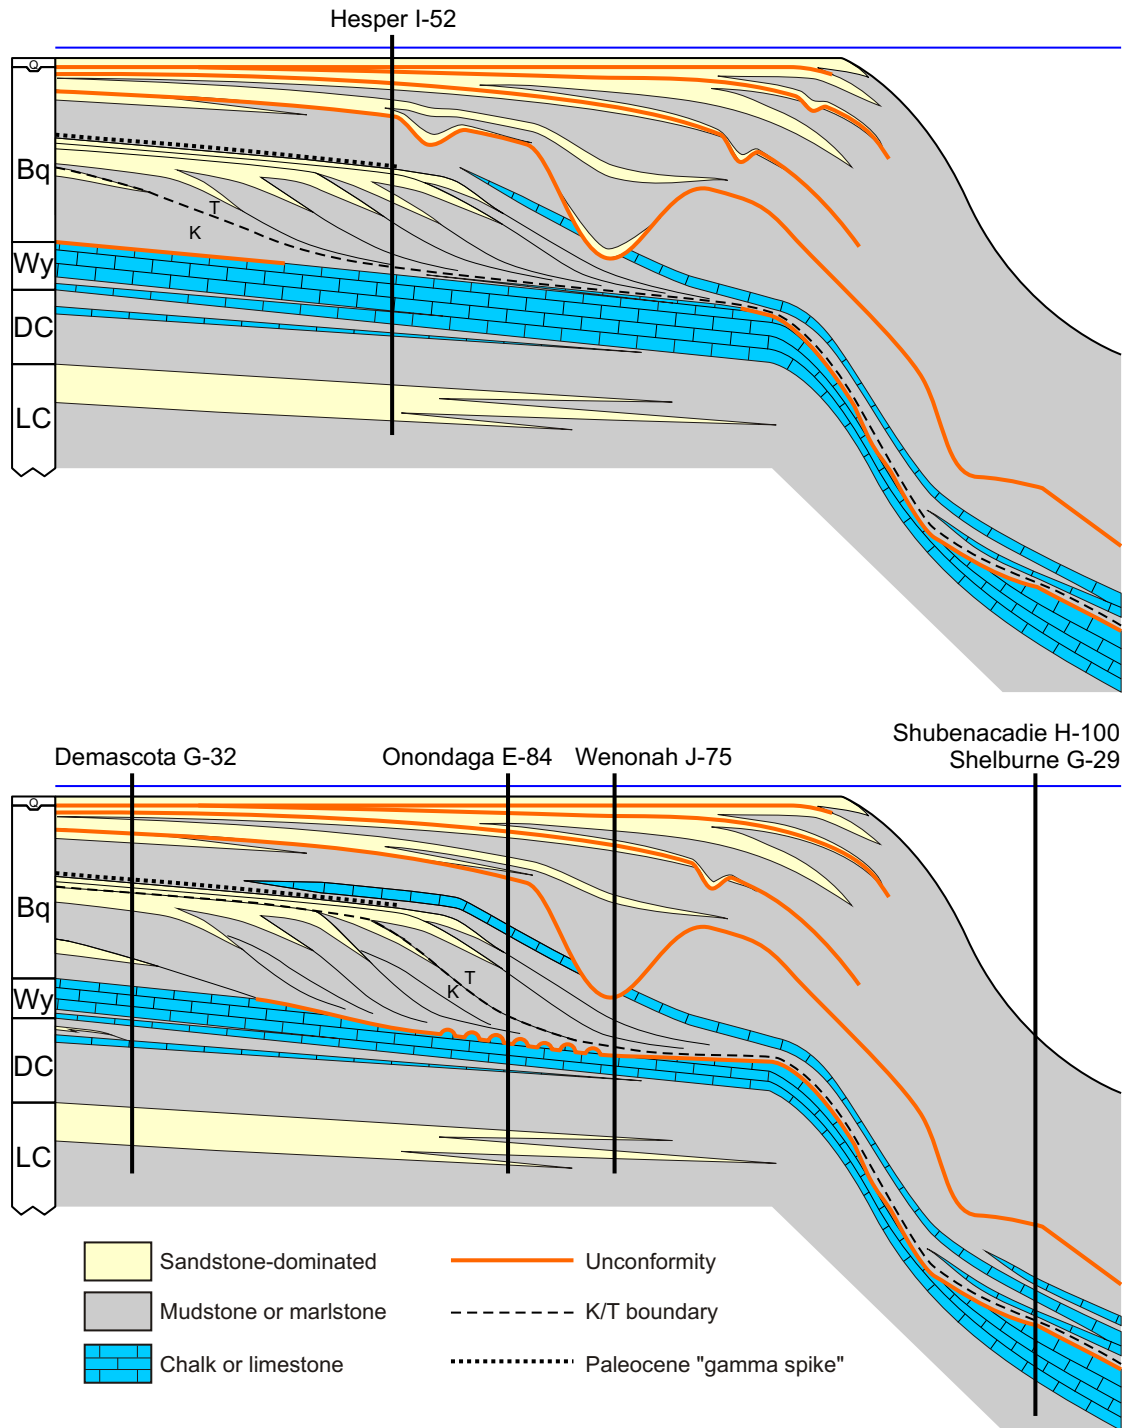 Hesper I-52
Q
Bq
T
K
Wy
DC
LC
Shubenacadie H-100
Demascota G-32 Onondaga E-84 Wenonah J-75 Shelburne G-29
Q
Bq
T
K
Wy
DC
LC
Sandstone-dominated Unconformity
Mudstone or marlstone K/T boundary
Chalk or limestone Paleocene "gamma spike"